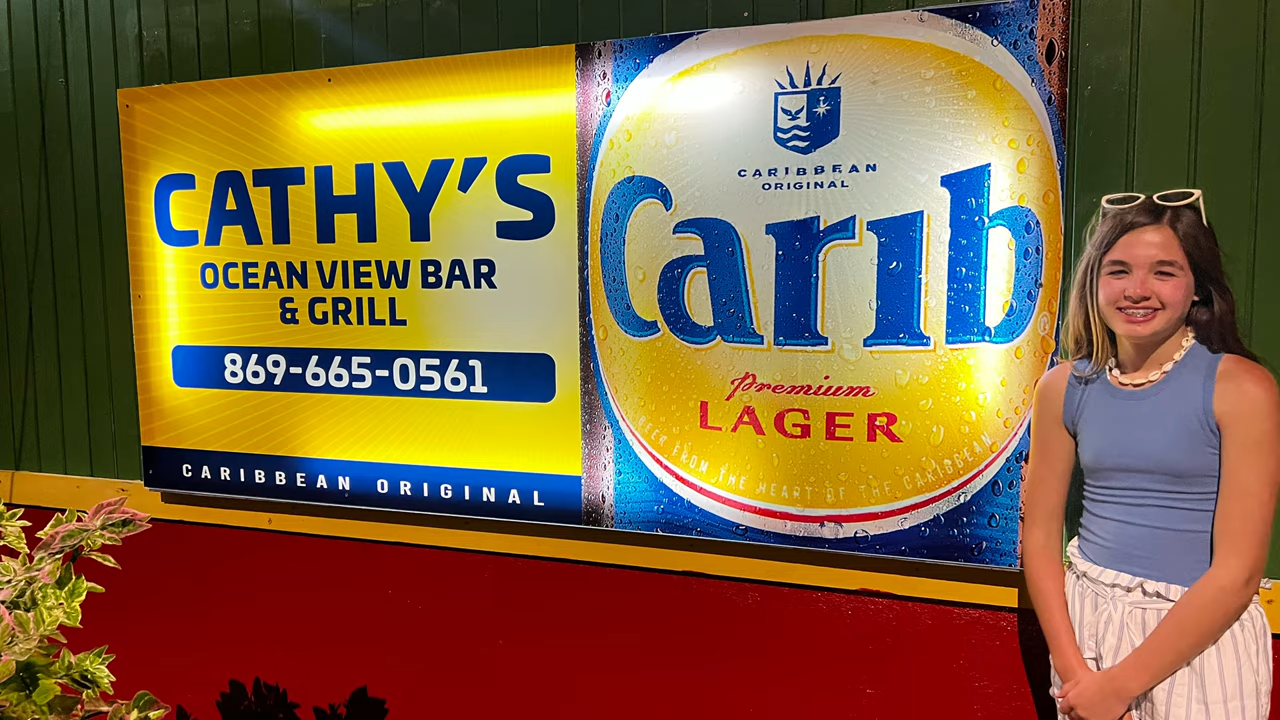 CATHY'S
OCEAN VIEW BAR
& GRILL
869-665-0561
CARIBBEAN ORIGINAL
CARIBBEAN
ORIGINAL
Carib
Premium
LAGER
BEER FROM THE HEART OF THE CARIBBEAN